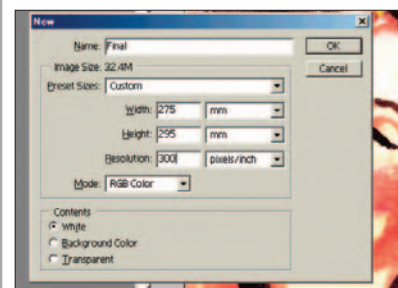 New
Name: Final
OK
Image Size: 32.4M
Cancel
Preset Sizes: Custom
Width: 275 mm
Height: 295 mm
Resolution: 300 pixels/inch
Mode: RGB Color
Contents
White
Background Color
Transparent